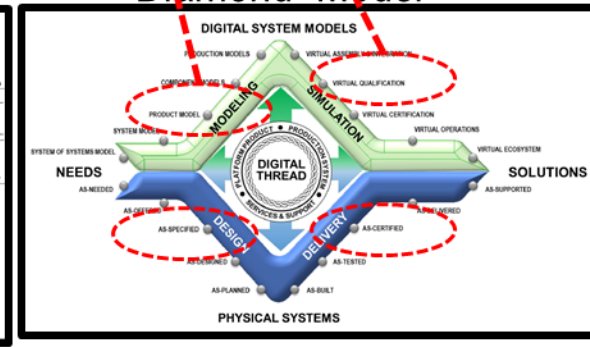 Diamond Model
DIGITAL SYSTEM MODELS
PRODUCTION MODELS
VIRTUAL ASSEMBLY & INTEGRATION
COMPONENT MODELS
VIRTUAL QUALIFICATION
MODELING
SIMULATION
PRODUCT MODEL
VIRTUAL CERTIFICATION
SYSTEM MODEL
VIRTUAL OPERATIONS
SYSTEM OF SYSTEMS MODEL
VIRTUAL ECOSYSTEM
PLATFORM PRODUCT • PRODUCTION SYSTEM • SERVICES & SUPPORT •
DIGITAL
THREAD
NEEDS
SOLUTIONS
AS-NEEDED
AS-SUPPORTED
AS-OFFERED
AS-DELIVERED
DESIGN
DELIVERY
AS-SPECIFIED
AS-CERTIFIED
AS-DESIGNED
AS-TESTED
AS-PLANNED
AS-BUILT
PHYSICAL SYSTEMS